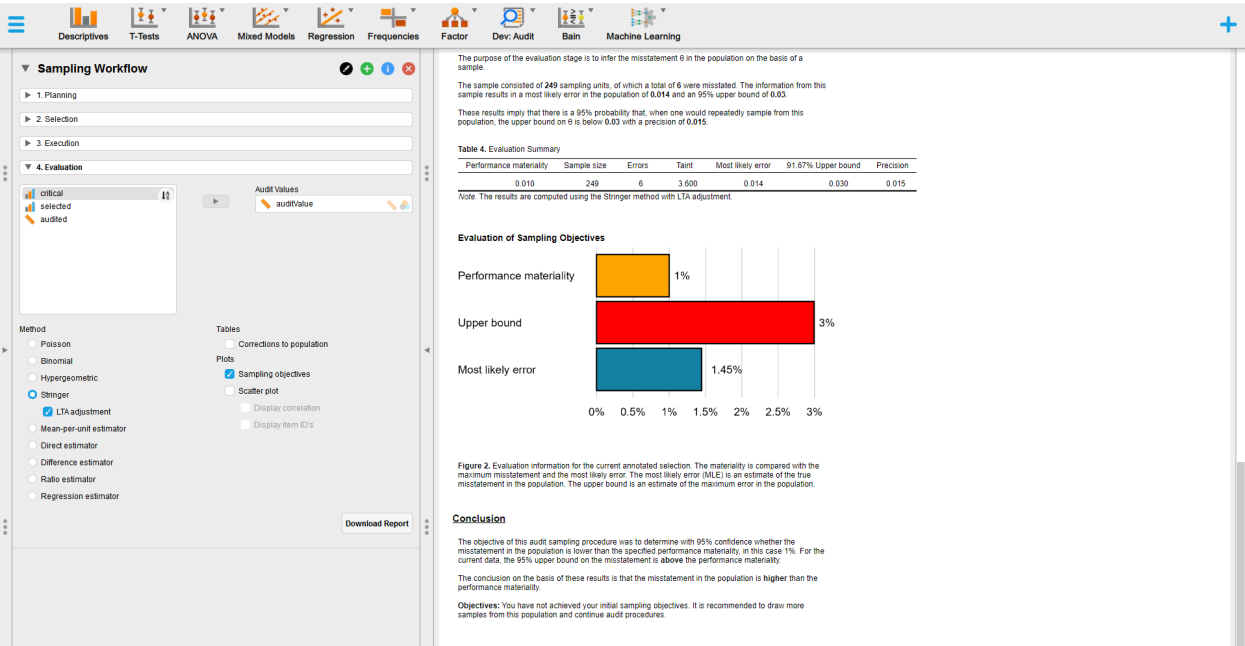 Descriptives
T-Tests
ANOVA
Mixed Models
Regression
Frequencies
Factor
Dev: Audit
Bain
Machine Learning
Sampling Workflow
1. Planning
2. Selection
3. Execution
4. Evaluation
critical
selected
audited
Audit Values
auditValue
Method
Poisson
Binomial
Hypergeometric
Stringer
LTA adjustment
Mean-per-unit estimator
Direct estimator
Difference estimator
Ratio estimator
Regression estimator
Tables
Corrections to population
Plots
Sampling objectives
Scatter plot
Display correlation
Display item ID's
Download Report
The purpose of the evaluation stage is to infer the misstatement θ in the population on the basis of a
sample.
The sample consisted of 249 sampling units, of which a total of 6 were misstated. The information from this
sample results in a most likely error in the population of 0.014 and an 95% upper bound of 0.03.
These results imply that there is a 95% probability that, when one would repeatedly sample from this
population, the upper bound on θ is below 0.03 with a precision of 0.015.
Table 4. Evaluation Summary
Performance materiality Sample size Errors Taint Most likely error 91.67% Upper bound Precision
0.010 249 6 3.600 0.014 0.030 0.015
Note. The results are computed using the Stringer method with LTA adjustment.
Evaluation of Sampling Objectives
Performance materiality 1%
Upper bound 3%
Most likely error 1.45%
0% 0.5% 1% 1.5% 2% 2.5% 3%
Figure 2. Evaluation information for the current annotated selection. The materiality is compared with the
maximum misstatement and the most likely error. The most likely error (MLE) is an estimate of the true
misstatement in the population. The upper bound is an estimate of the maximum error in the population.
Conclusion
The objective of this audit sampling procedure was to determine with 95% confidence whether the
misstatement in the population is lower than the specified performance materiality, in this case 1%. For the
current data, the 95% upper bound on the misstatement is above the performance materiality.
The conclusion on the basis of these results is that the misstatement in the population is higher than the
performance materiality.
Objectives: You have not achieved your initial sampling objectives. It is recommended to draw more
samples from this population and continue audit procedures.